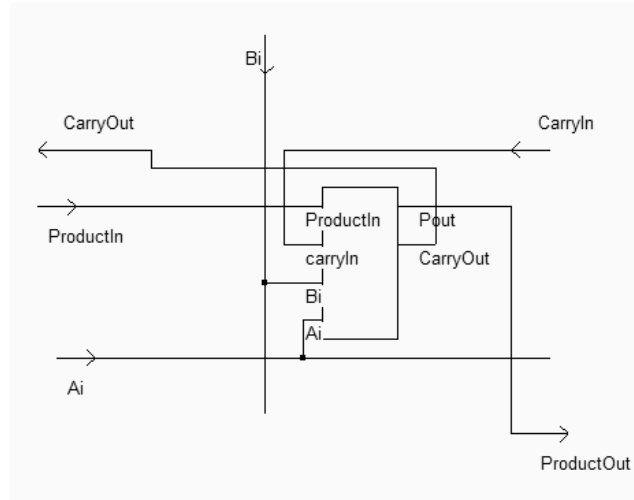 Bi
CarryOut
CarryIn
ProductIn
ProductIn
Pout
carryIn
CarryOut
Bi
Ai
Ai
ProductOut